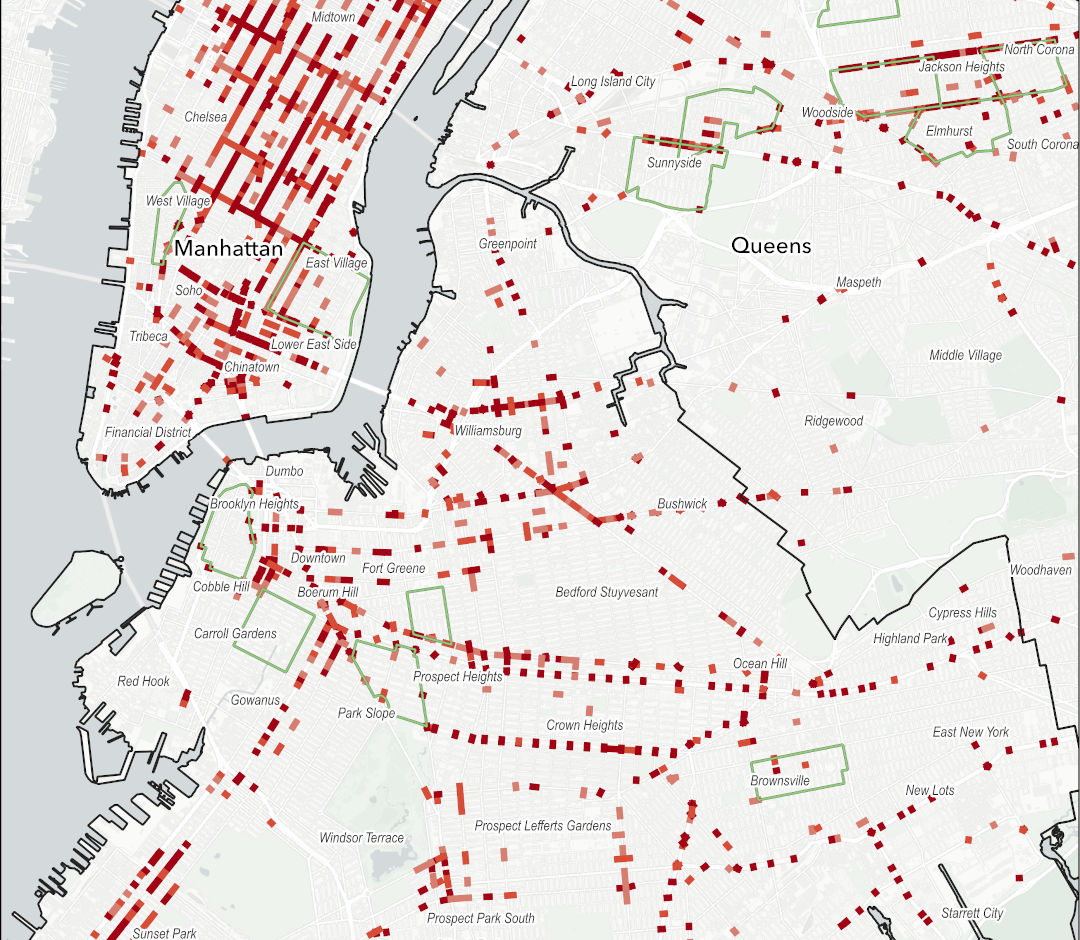 Midtown
North Corona
Jackson Heights
Long Island City
Chelsea
Woodside
Elmhurst
South Corona
Sunnyside
West Village
Manhattan
Greenpoint
Queens
East Village
Soho
Maspeth
Tribeca
Lower East Side
Middle Village
Chinatown
Ridgewood
Financial District
Williamsburg
Dumbo
Brooklyn Heights
Bushwick
Downtown
Fort Greene
Woodhaven
Cobble Hill
Boerum Hill
Bedford Stuyvesant
Cypress Hills
Carroll Gardens
Highland Park
Ocean Hill
Prospect Heights
Red Hook
Gowanus
Park Slope
Crown Heights
East New York
Brownsville
New Lots
Prospect Lefferts Gardens
Windsor Terrace
Prospect Park South
Starrett City
Sunset Park